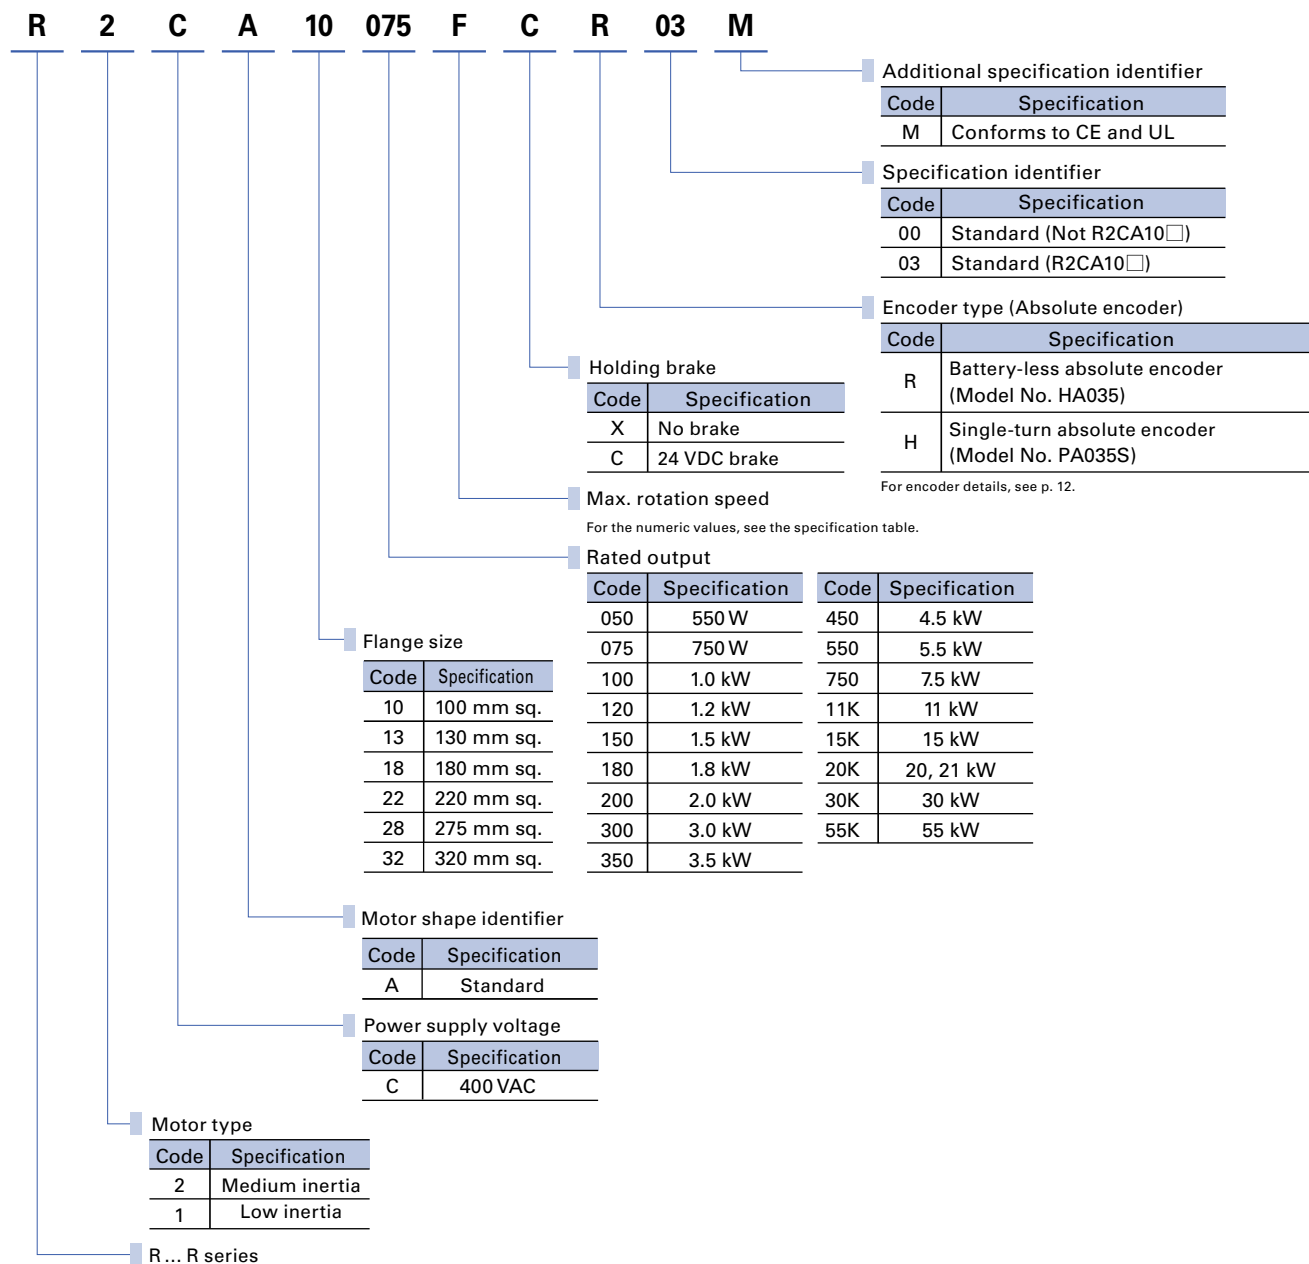 R 2 C A 10 075 F C R 03 M
Additional specification identifier
Code Specification
M Conforms to CE and UL
Specification identifier
Code Specification
00 Standard (Not R2CA10□)
03 Standard (R2CA10□)
Encoder type (Absolute encoder)
Code Specification
R Battery-less absolute encoder
(Model No. HA035)
H Single-turn absolute encoder
(Model No. PA035S)
For encoder details, see p. 12.
Holding brake
Code Specification
X No brake
C 24 VDC brake
Max. rotation speed
For the numeric values, see the specification table.
Rated output
Code Specification Code Specification
050 550 W 450 4.5 kW
075 750 W 550 5.5 kW
100 1.0 kW 750 7.5 kW
120 1.2 kW 11K 11 kW
150 1.5 kW 15K 15 kW
180 1.8 kW 20K 20, 21 kW
200 2.0 kW 30K 30 kW
300 3.0 kW 55K 55 kW
350 3.5 kW
Flange size
Code Specification
10 100 mm sq.
13 130 mm sq.
18 180 mm sq.
22 220 mm sq.
28 275 mm sq.
32 320 mm sq.
Motor shape identifier
Code Specification
A Standard
Power supply voltage
Code Specification
C 400 VAC
Motor type
Code Specification
2 Medium inertia
1 Low inertia
R ... R series